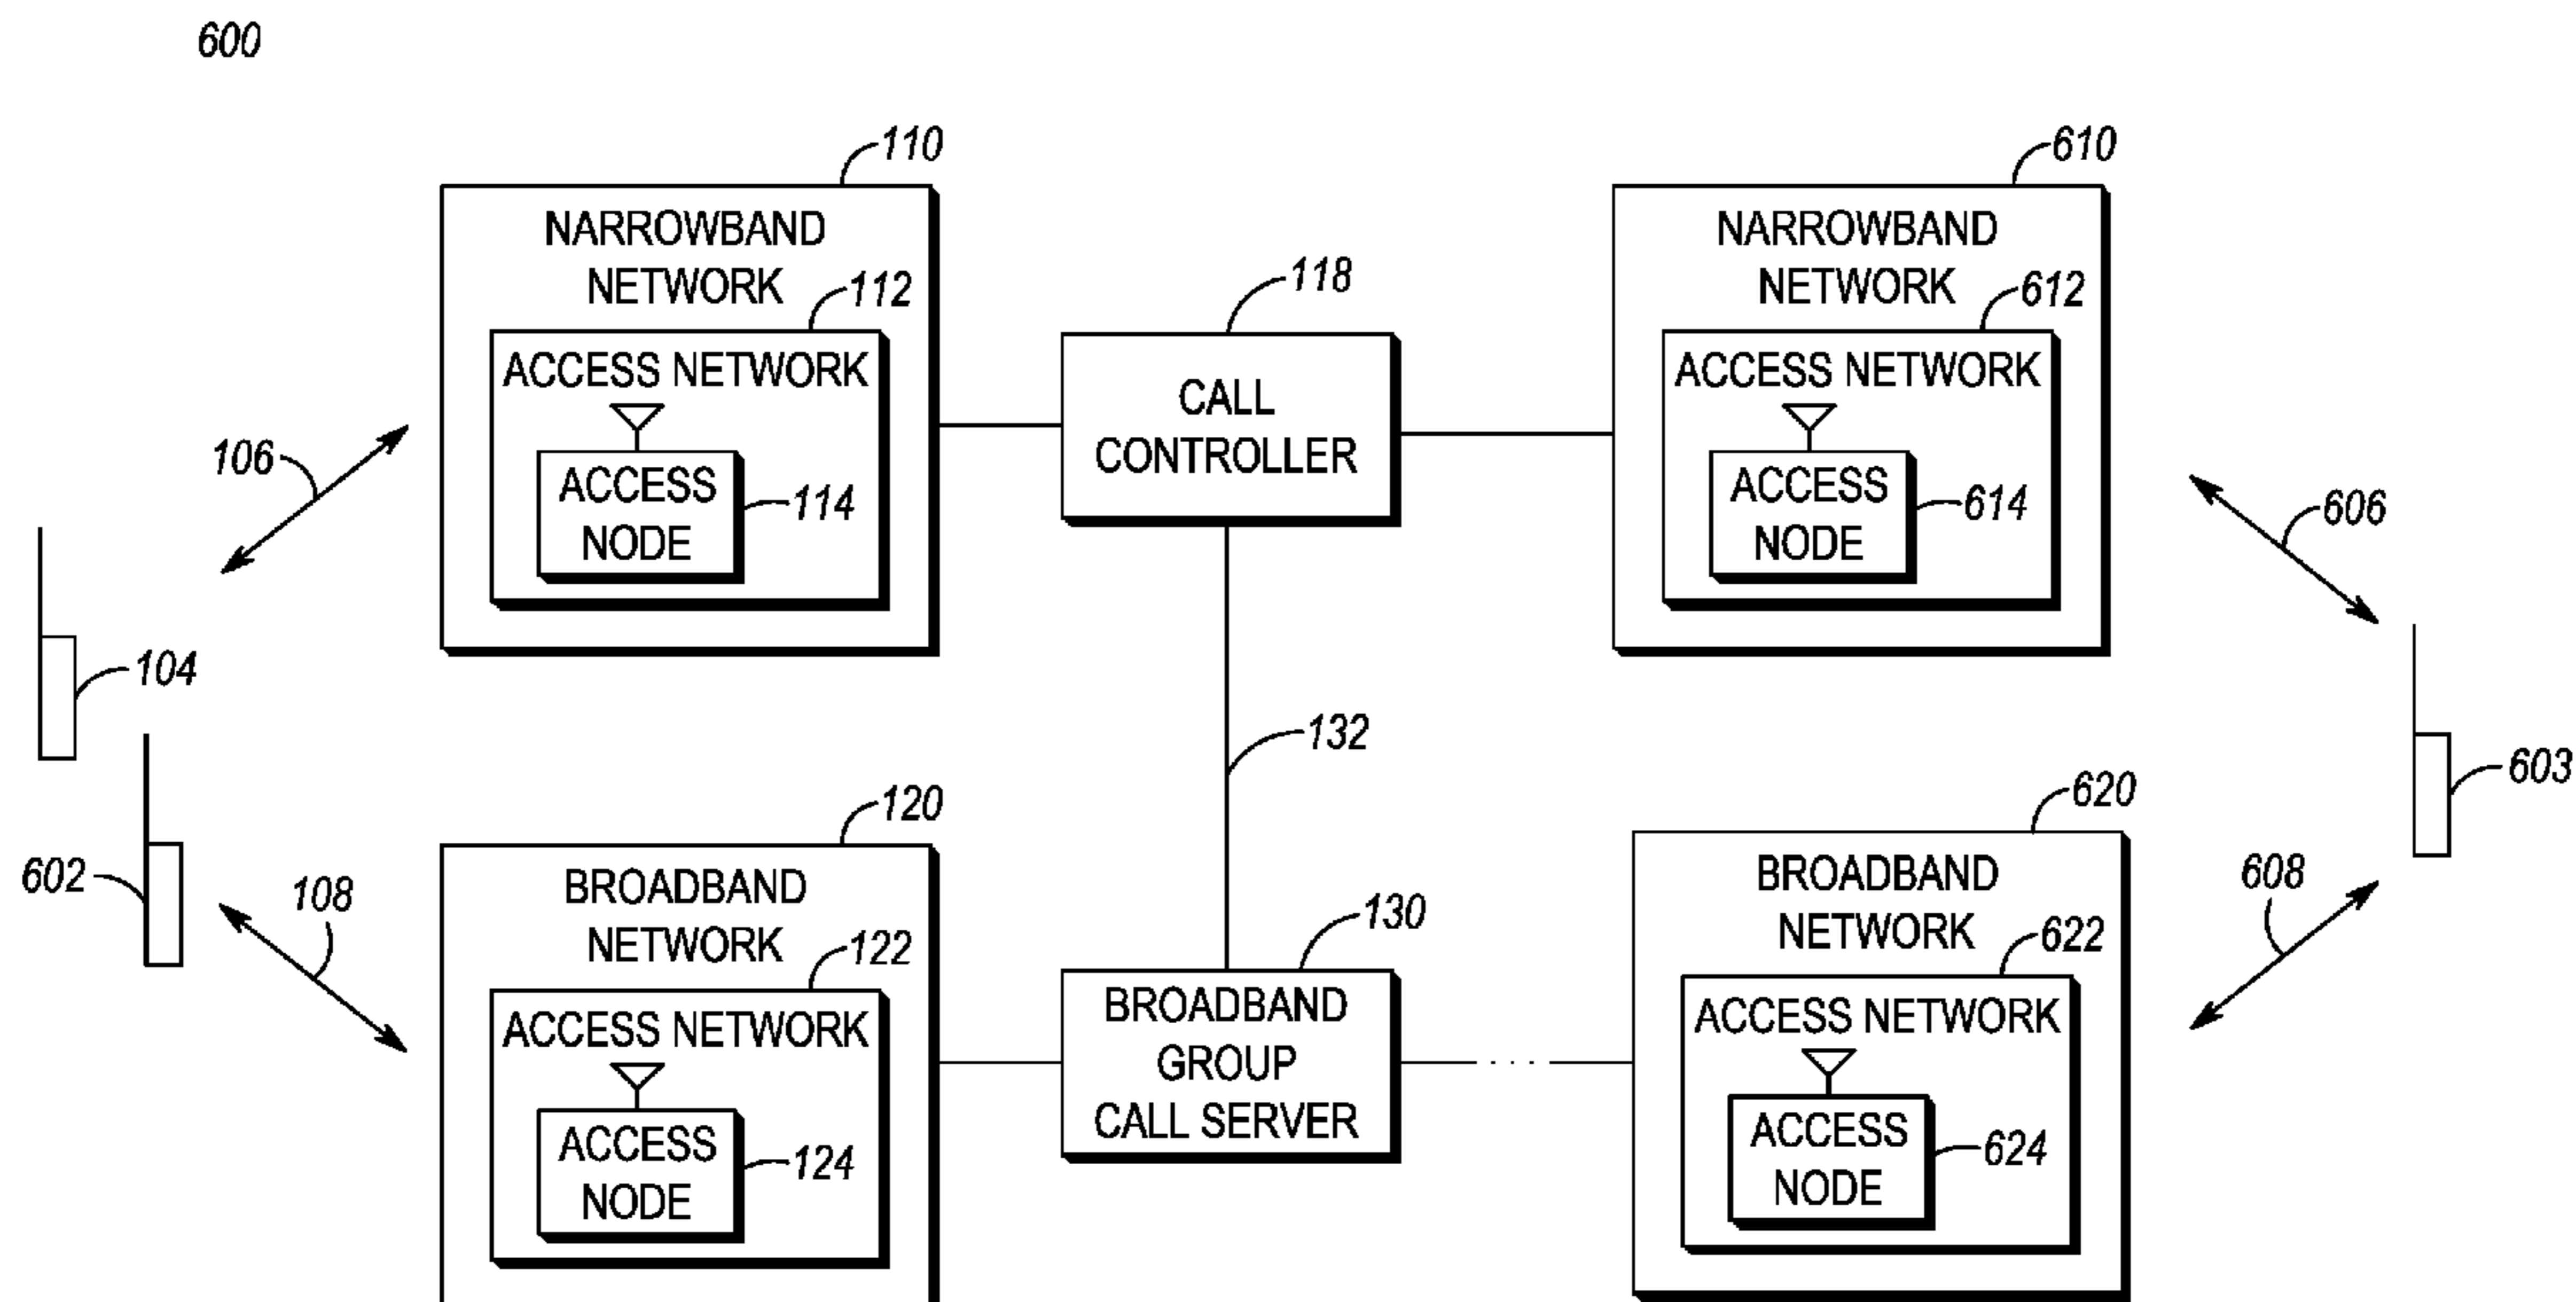 600
110
NARROWBAND
NETWORK
112
ACCESS NETWORK
ACCESS
NODE
114
106
104
602
108
118
CALL
CONTROLLER
132
610
NARROWBAND
NETWORK
612
ACCESS NETWORK
ACCESS
NODE
614
606
603
608
120
BROADBAND
NETWORK
122
ACCESS NETWORK
ACCESS
NODE
124
130
BROADBAND
GROUP
CALL SERVER
620
BROADBAND
NETWORK
622
ACCESS NETWORK
ACCESS
NODE
624